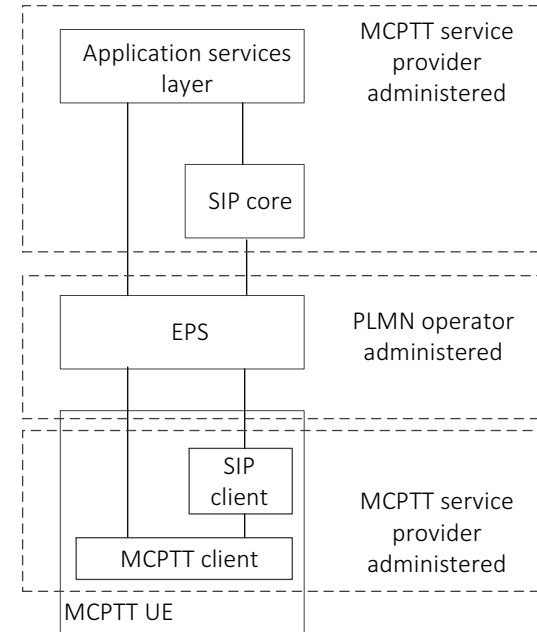 Application services
layer
MCPTT service
provider
administered
SIP core
EPS
PLMN operator
administered
SIP
client
MCPTT client
MCPTT service
provider
administered
MCPTT UE